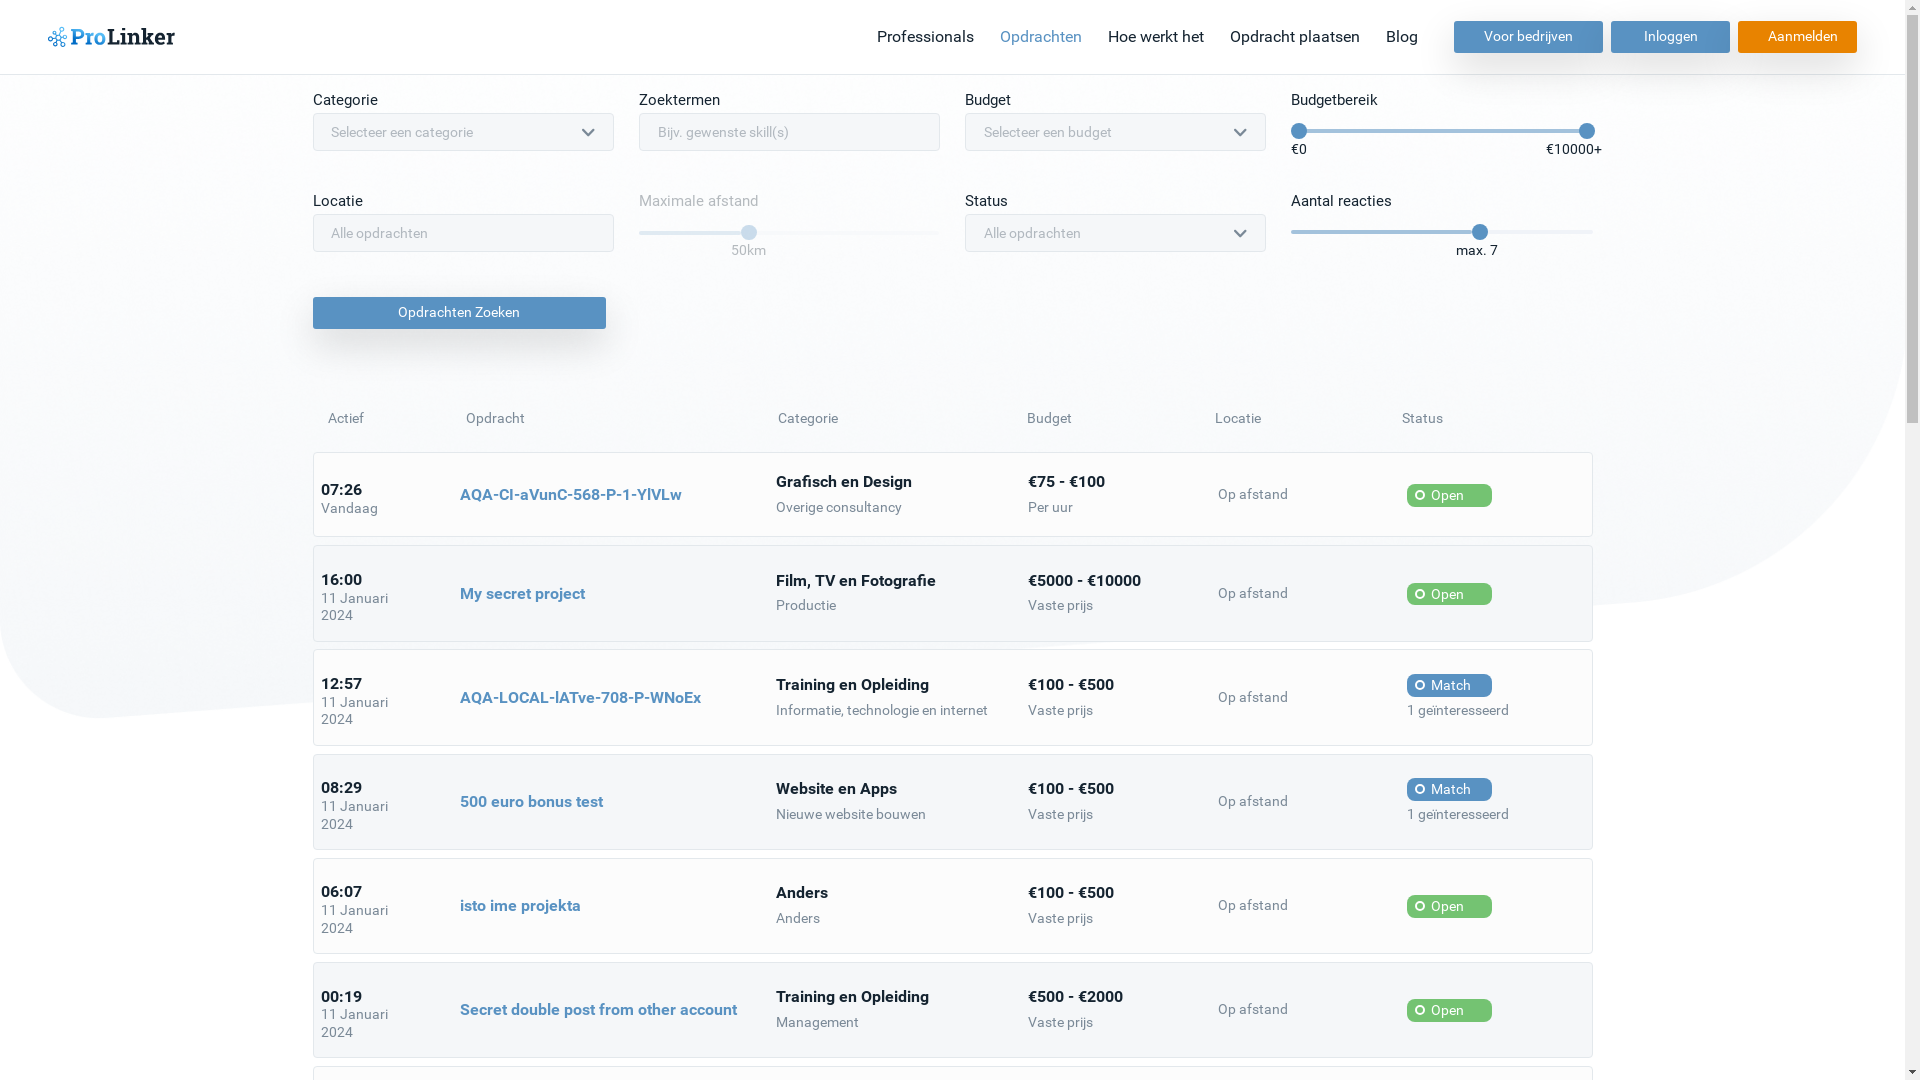 ProLinker
Professionals Opdrachten Hoe werkt het Opdracht plaatsen Blog Voor bedrijven Inloggen Aanmelden
Categorie Zoektermen Budget Budgetbereik
Selecteer een categorie Bijv. gewenste skill(s) Selecteer een budget
€0 €10000+
Locatie Maximale afstand Status Aantal reacties
Alle opdrachten Alle opdrachten
50km max. 7
Opdrachten Zoeken
Actief Opdracht Categorie Budget Locatie Status
07:26
Vandaag
AQA-CI-aVunC-568-P-1-YlVLw
Grafisch en Design
Overige consultancy
€75 - €100
Per uur
Op afstand
Open
16:00
11 Januari
2024
My secret project
Film, TV en Fotografie
Productie
€5000 - €10000
Vaste prijs
Op afstand
Open
12:57
11 Januari
2024
AQA-LOCAL-lATve-708-P-WNoEx
Training en Opleiding
Informatie, technologie en internet
€100 - €500
Vaste prijs
Op afstand
Match
1 geïnteresseerd
08:29
11 Januari
2024
500 euro bonus test
Website en Apps
Nieuwe website bouwen
€100 - €500
Vaste prijs
Op afstand
Match
1 geïnteresseerd
06:07
11 Januari
2024
isto ime projekta
Anders
Anders
€100 - €500
Vaste prijs
Op afstand
Open
00:19
11 Januari
2024
Secret double post from other account
Training en Opleiding
Management
€500 - €2000
Vaste prijs
Op afstand
Open